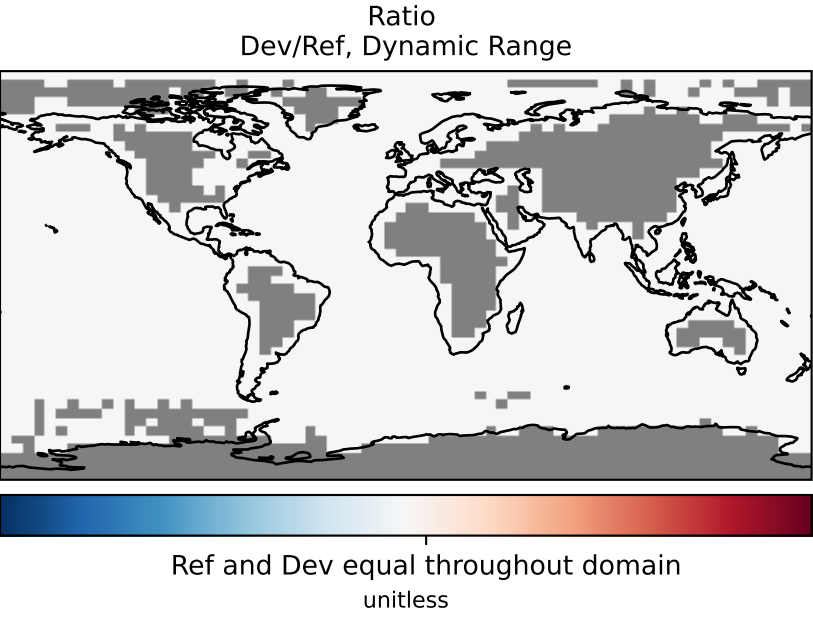 Ratio
Dev/Ref, Dynamic Range
Ref and Dev equal throughout domain
unitless